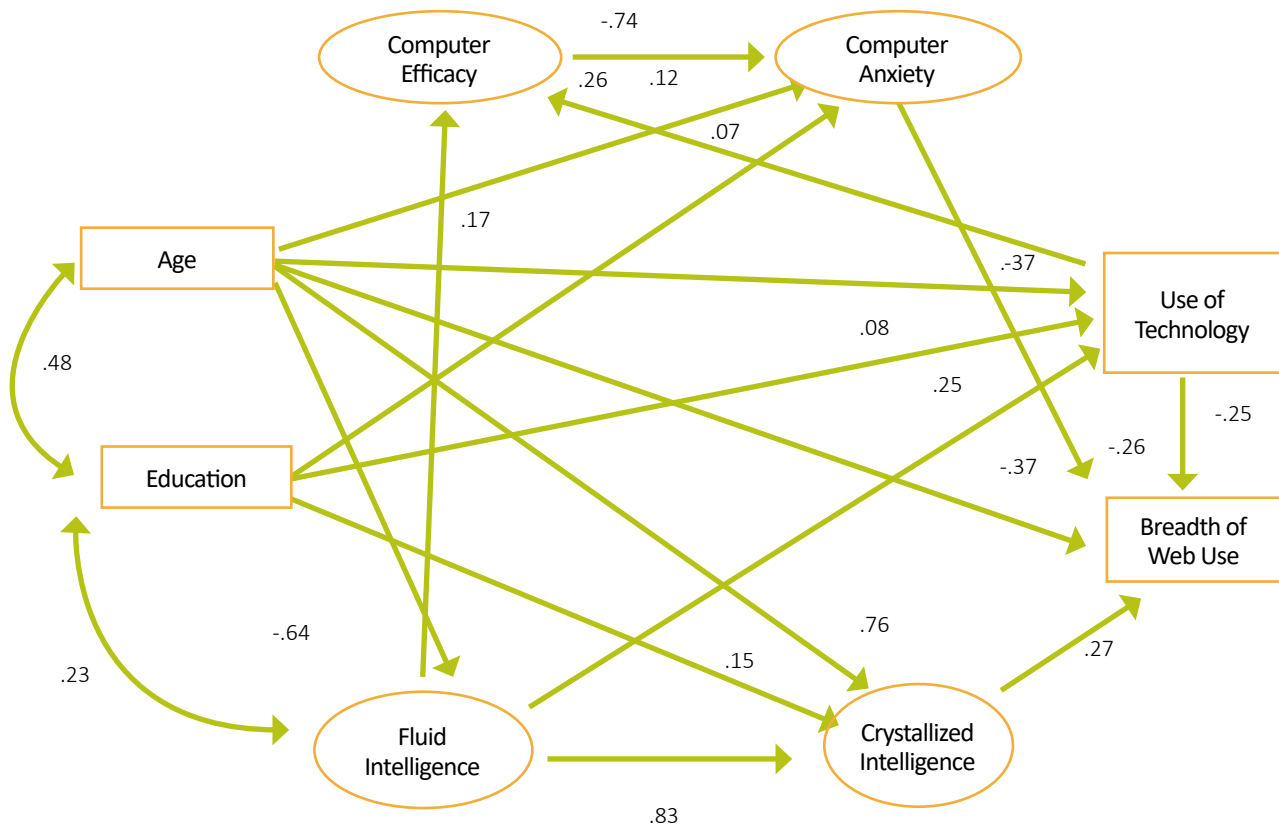 -.74
Computer
Efficacy
Computer
Anxiety
.26
.12
.07
.17
Age
.-37
Use of
Technology
.08
.48
.25
-.25
-.26
-.37
Education
Breadth of
Web Use
-.64
.76
.27
.15
.23
Fluid
Intelligence
Crystallized
Intelligence
.83